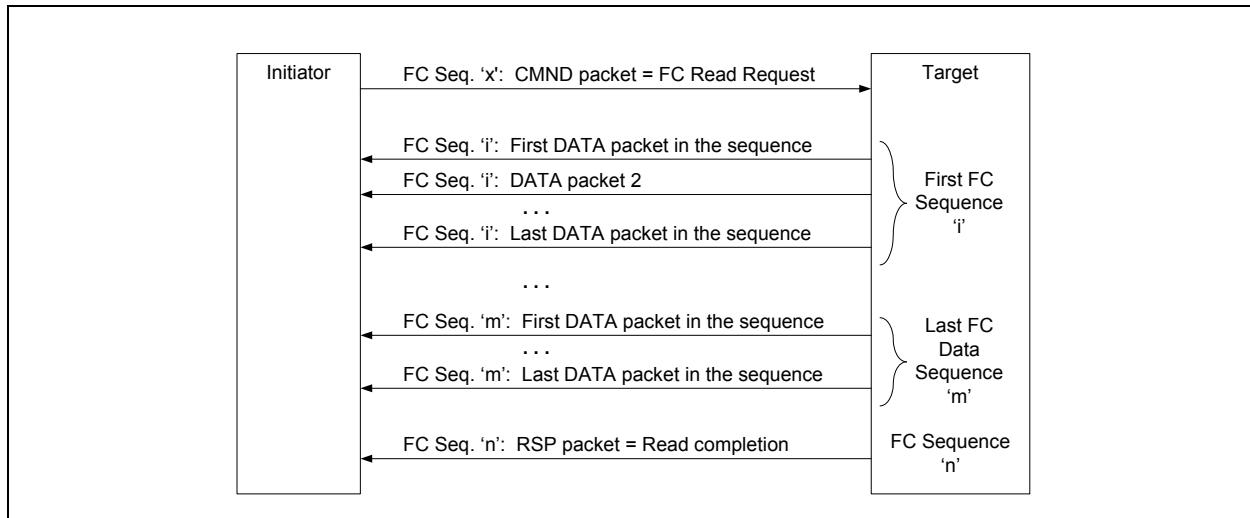 Initiator
FC Seq. ‘x’: CMND packet = FC Read Request
Target
FC Seq. ‘i’: First DATA packet in the sequence
FC Seq. ‘i’: DATA packet 2
. . .
FC Seq. ‘i’: Last DATA packet in the sequence
First FC
Sequence
‘i’
. . .
FC Seq. ‘m’: First DATA packet in the sequence
. . .
FC Seq. ‘m’: Last DATA packet in the sequence
Last FC
Data
Sequence
‘m’
FC Seq. ‘n’: RSP packet = Read completion
FC Sequence
‘n’